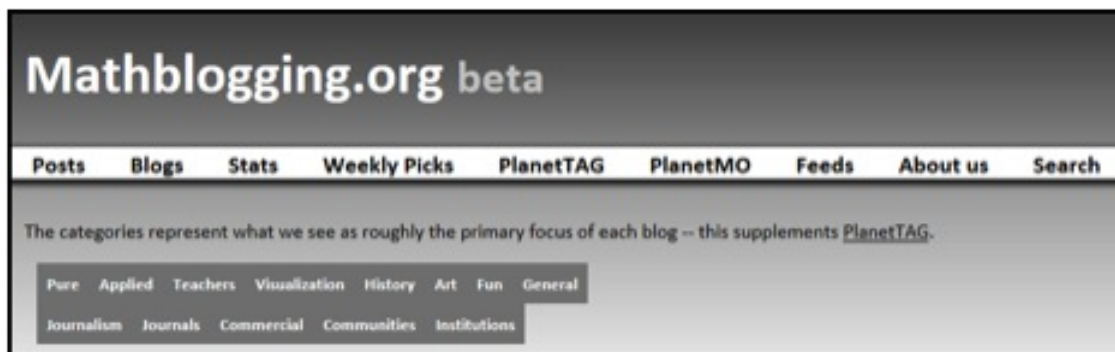 Mathblogging.org beta
Posts Blogs Stats Weekly Picks PlanetTAG PlanetMO Feeds About us Search
The categories represent what we see as roughly the primary focus of each blog -- this supplements PlanetTAG.
Pure Applied Teachers Visualization History Art Fun General
Journalism Journals Commercial Communities Institutions